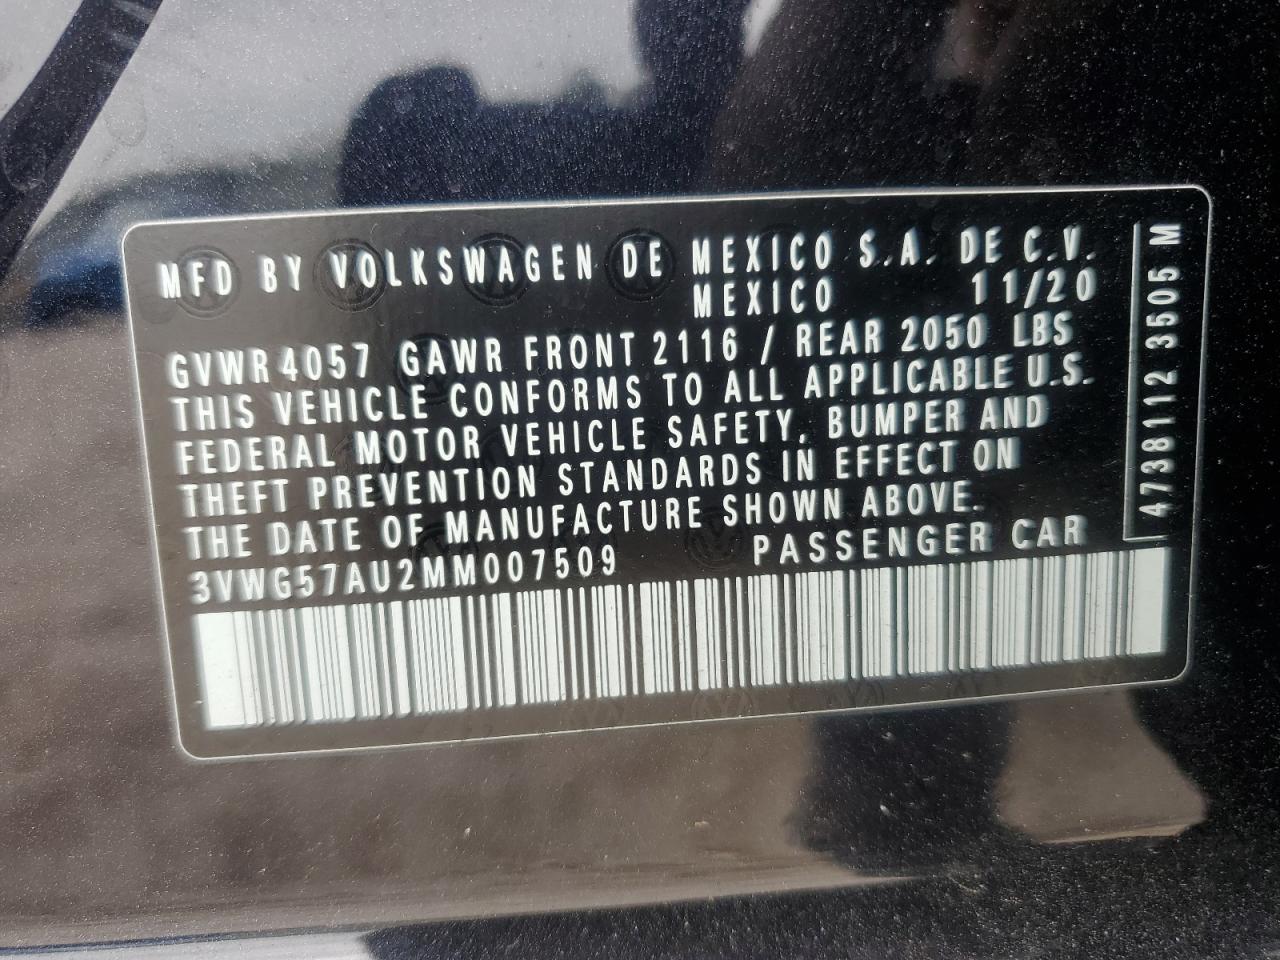 MFD BY VOLKSWAGEN DE MEXICO S.A. DE C.V.
MEXICO 11/20
GVWR 4057 GAWR FRONT 2116 / REAR 2050 LBS
THIS VEHICLE CONFORMS TO ALL APPLICABLE U.S.
FEDERAL MOTOR VEHICLE SAFETY, BUMPER AND
THEFT PREVENTION STANDARDS IN EFFECT ON
THE DATE OF MANUFACTURE SHOWN ABOVE.
3VWG57AU2MM007509 PASSENGER CAR
4738112 3505 M